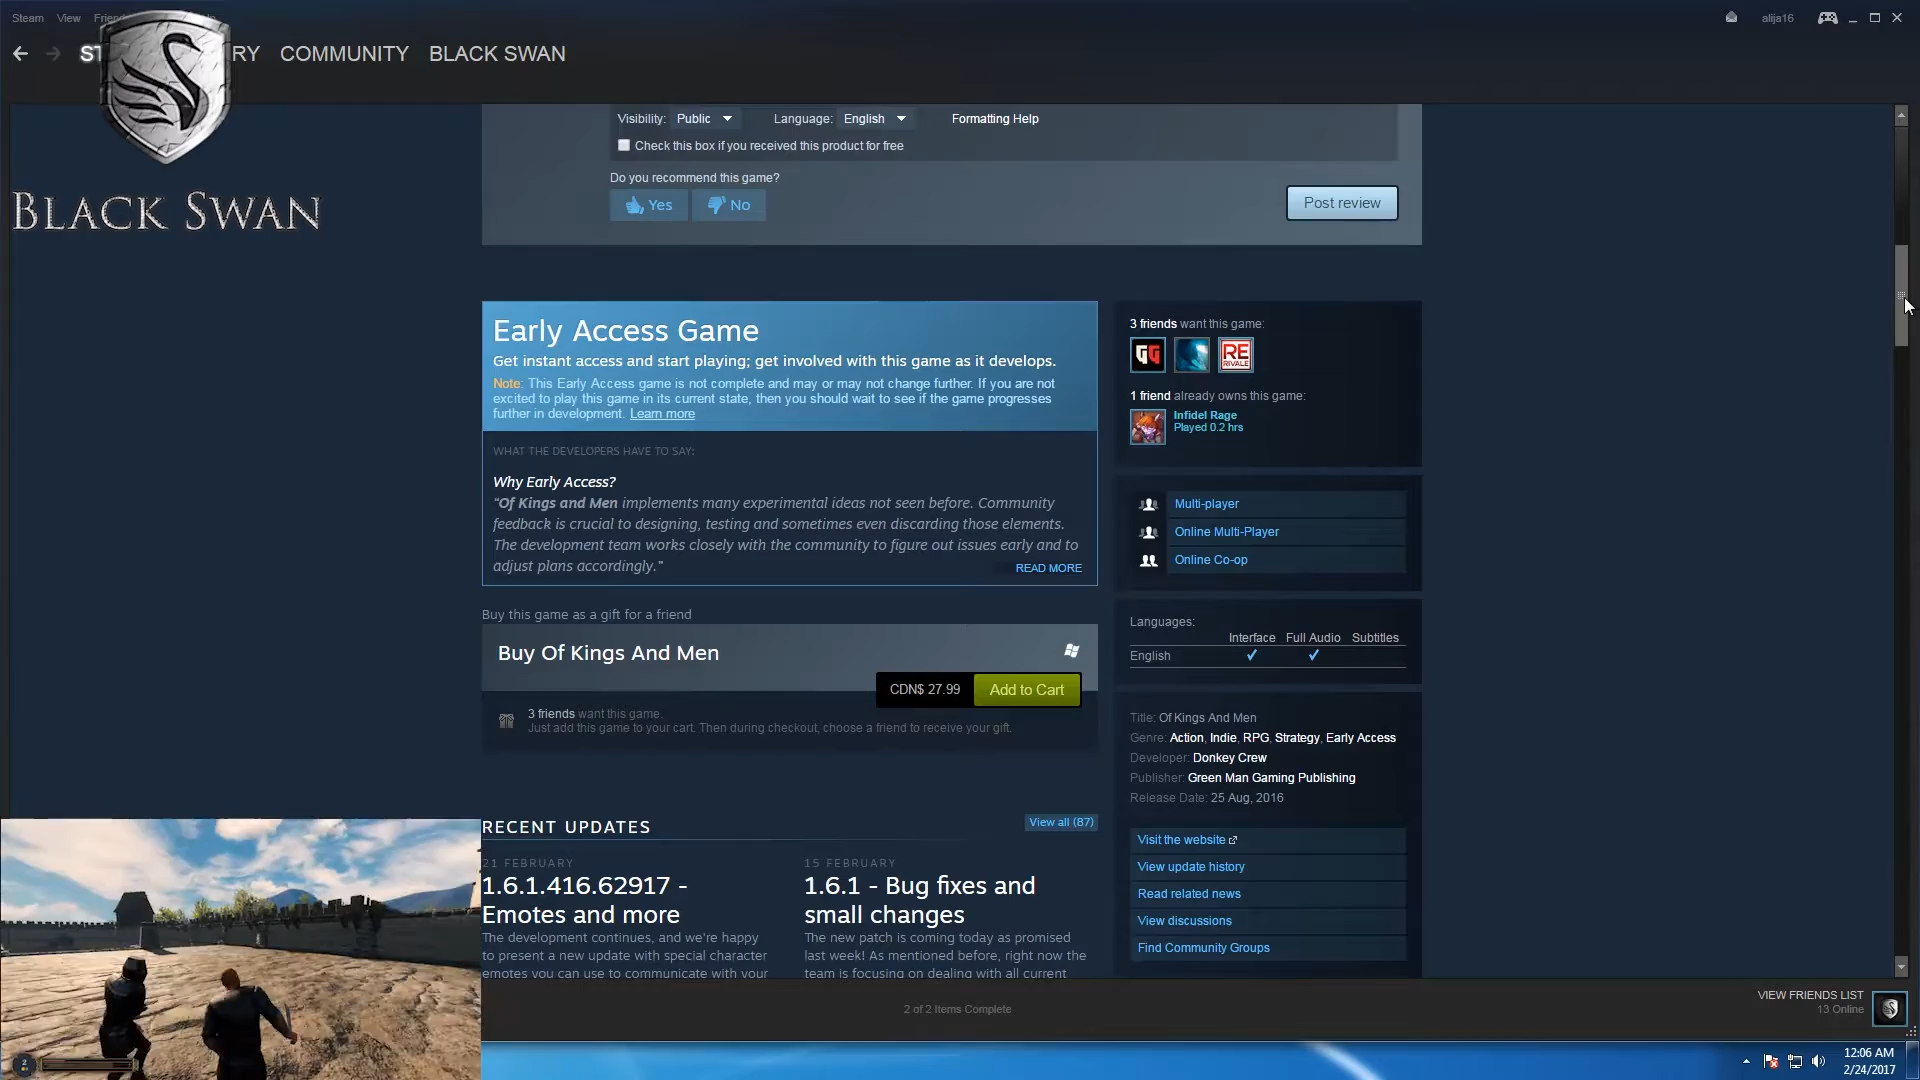 Steam View
alija16
RY COMMUNITY BLACK SWAN
BLACK SWAN
Visibility: Public Language: English Formatting Help
Check this box if you received this product for free
Do you recommend this game?
Yes No
Post review
Early Access Game
Get instant access and start playing; get involved with this game as it develops.
Note: This Early Access game is not complete and may or may not change further. If you are not
excited to play this game in its current state, then you should wait to see if the game progresses
further in development. Learn more
WHAT THE DEVELOPERS HAVE TO SAY:
Why Early Access?
“Of Kings and Men implements many experimental ideas not seen before. Community
feedback is crucial to designing, testing and sometimes even discarding those elements.
The development team works closely with the community to figure out issues early and to
adjust plans accordingly.”
READ MORE
Buy this game as a gift for a friend
Buy Of Kings And Men
CDN$ 27.99 Add to Cart
3 friends want this game.
Just add this game to your cart. Then during checkout, choose a friend to receive your gift.
RECENT UPDATES
View all (87)
21 FEBRUARY
1.6.1.416.62917 -
Emotes and more
The development continues, and we're happy
to present a new update with special character
emotes you can use to communicate with your
15 FEBRUARY
1.6.1 - Bug fixes and
small changes
The new patch is coming today as promised
last week! As mentioned before, right now the
team is focusing on dealing with all current
3 friends want this game:
GG
RE
RIVALE
1 friend already owns this game:
Infidel Rage
Played 0.2 hrs
Multi-player
Online Multi-Player
Online Co-op
Languages:
Interface Full Audio Subtitles
English
Title: Of Kings And Men
Genre: Action, Indie, RPG, Strategy, Early Access
Developer: Donkey Crew
Publisher: Green Man Gaming Publishing
Release Date: 25 Aug, 2016
Visit the website
View update history
Read related news
View discussions
Find Community Groups
2 of 2 Items Complete
VIEW FRIENDS LIST
13 Online
12:06 AM
2/24/2017